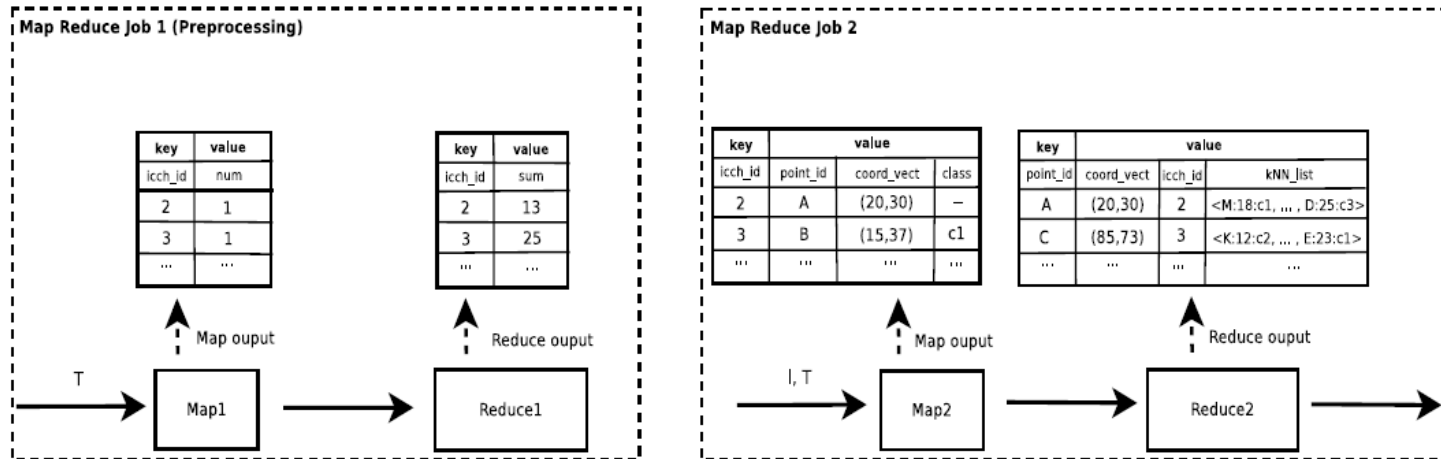 Map Reduce Job 1 (Preprocessing)
key value
icch_id num
2 1
3 1
... ...
key value
icch_id sum
2 13
3 25
... ...
Map ouput
Reduce ouput
T
Map1
Reduce1
Map Reduce Job 2
key value
icch_id point_id coord_vect class
2 A (20,30) –
3 B (15,37) c1
... ... ... ...
key value
point_id coord_vect icch_id kNN_list
A (20,30) 2 <M:18:c1, ... , D:25:c3>
C (85,73) 3 <K:12:c2, ... , E:23:c1>
... ... ... ...
Map ouput
Reduce ouput
I, T
Map2
Reduce2